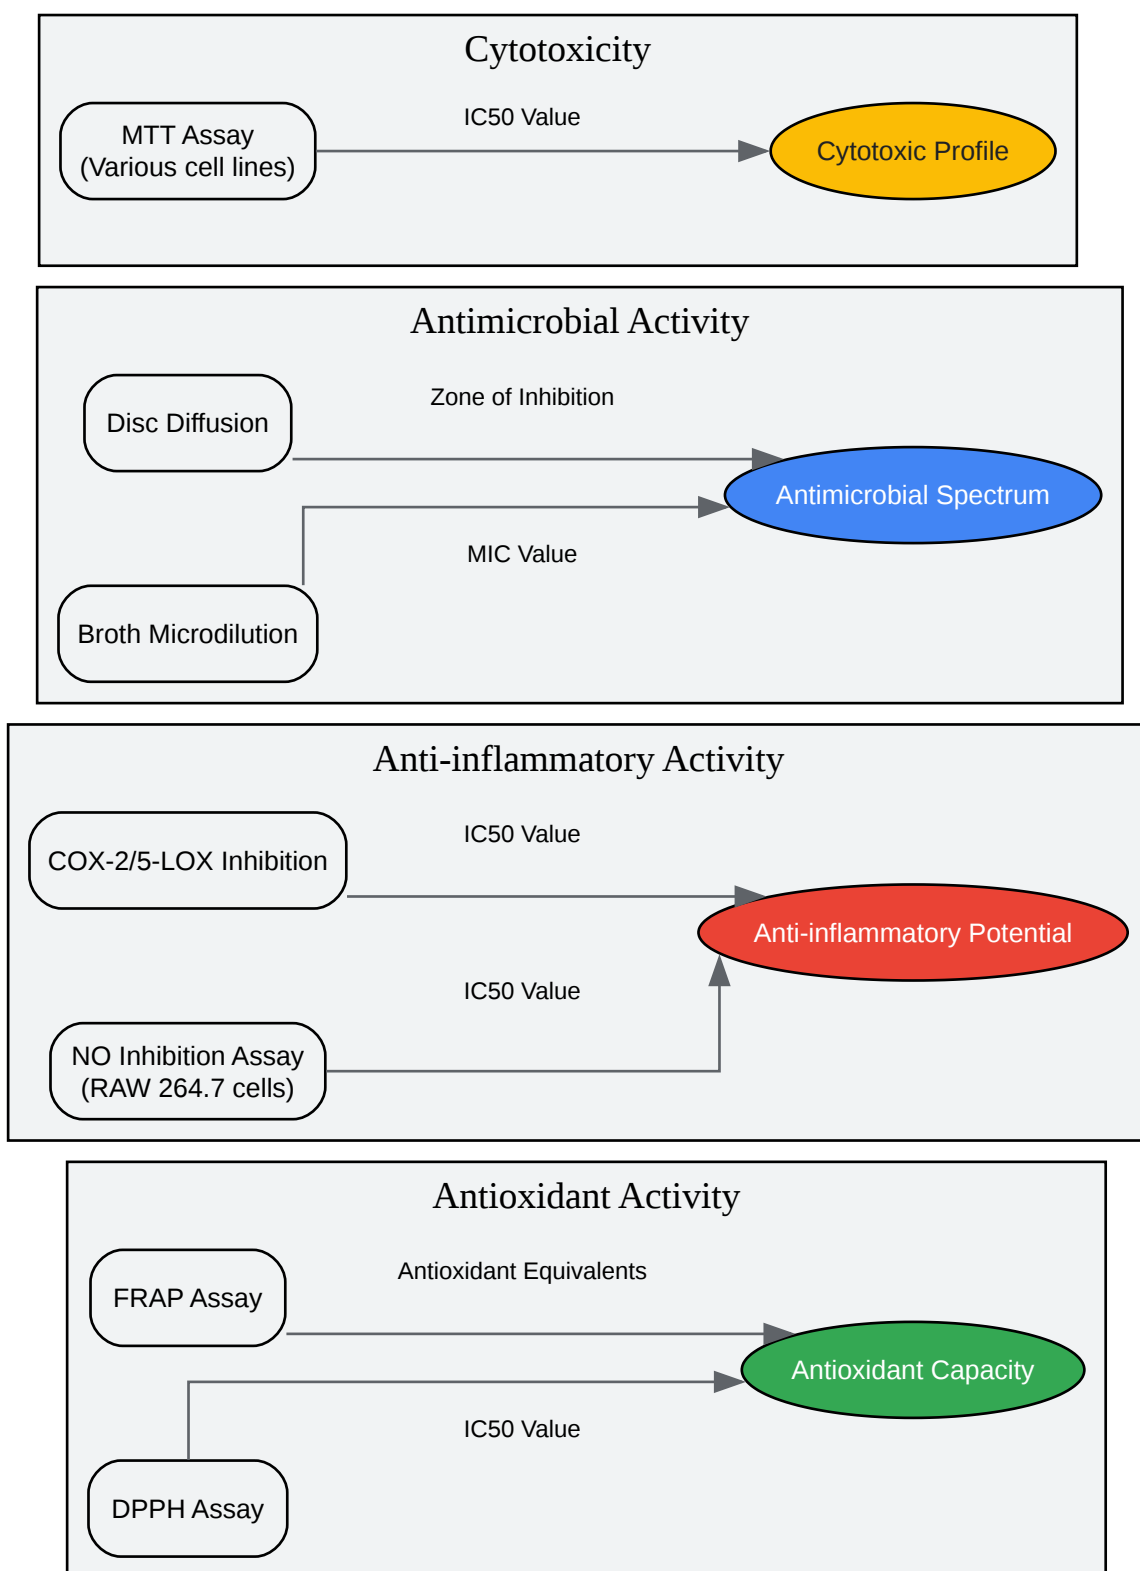 Cytotoxicity
IC50 Value
MTT Assay
(Various cell lines)
Cytotoxic Profile
Antimicrobial Activity
Zone of Inhibition
Disc Diffusion
Antimicrobial Spectrum
MIC Value
Broth Microdilution
Anti-inflammatory Activity
IC50 Value
COX-2/5-LOX Inhibition
Anti-inflammatory Potential
IC50 Value
NO Inhibition Assay
(RAW 264.7 cells)
Antioxidant Activity
Antioxidant Equivalents
FRAP Assay
Antioxidant Capacity
IC50 Value
DPPH Assay